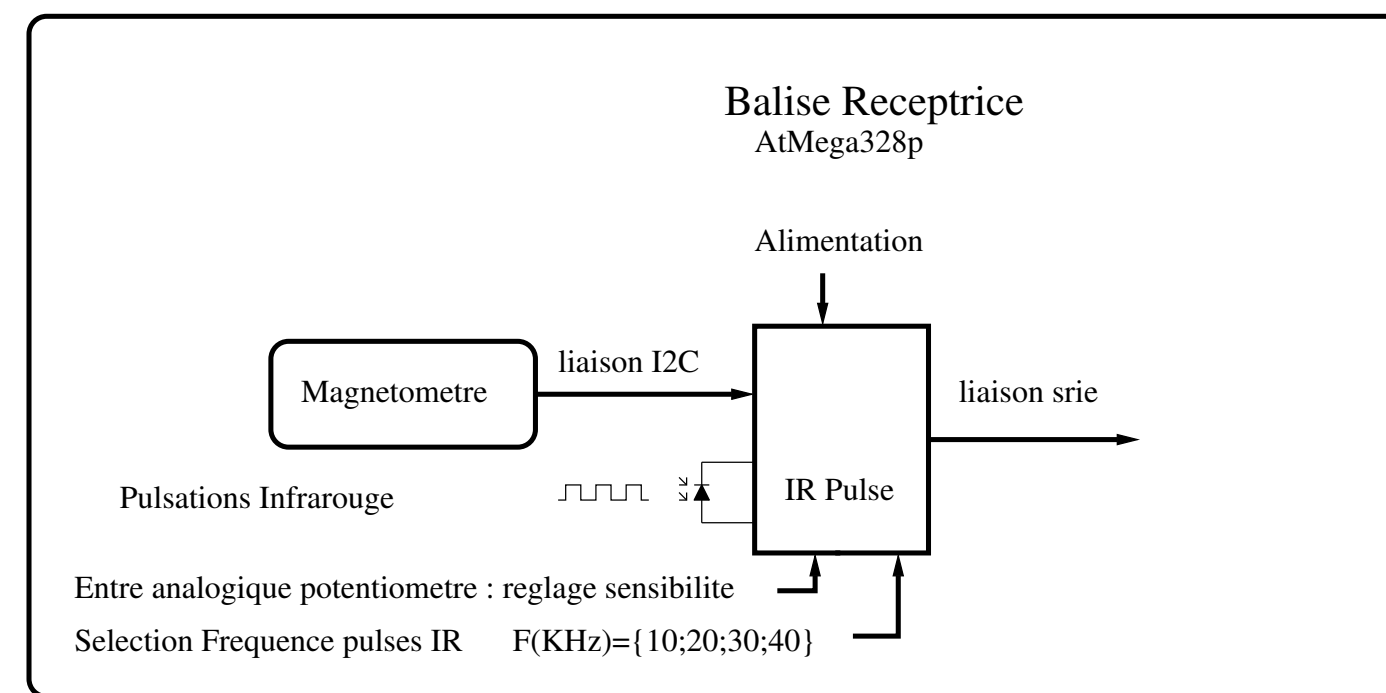 Balise Receptrice
AtMega328p
Alimentation
liaison I2C
Magnetometre
liaison srie
IR Pulse
Pulsations Infrarouge
Entre analogique potentiometre : reglage sensibilite
Selection Frequence pulses IR F(KHz)={10;20;30;40}